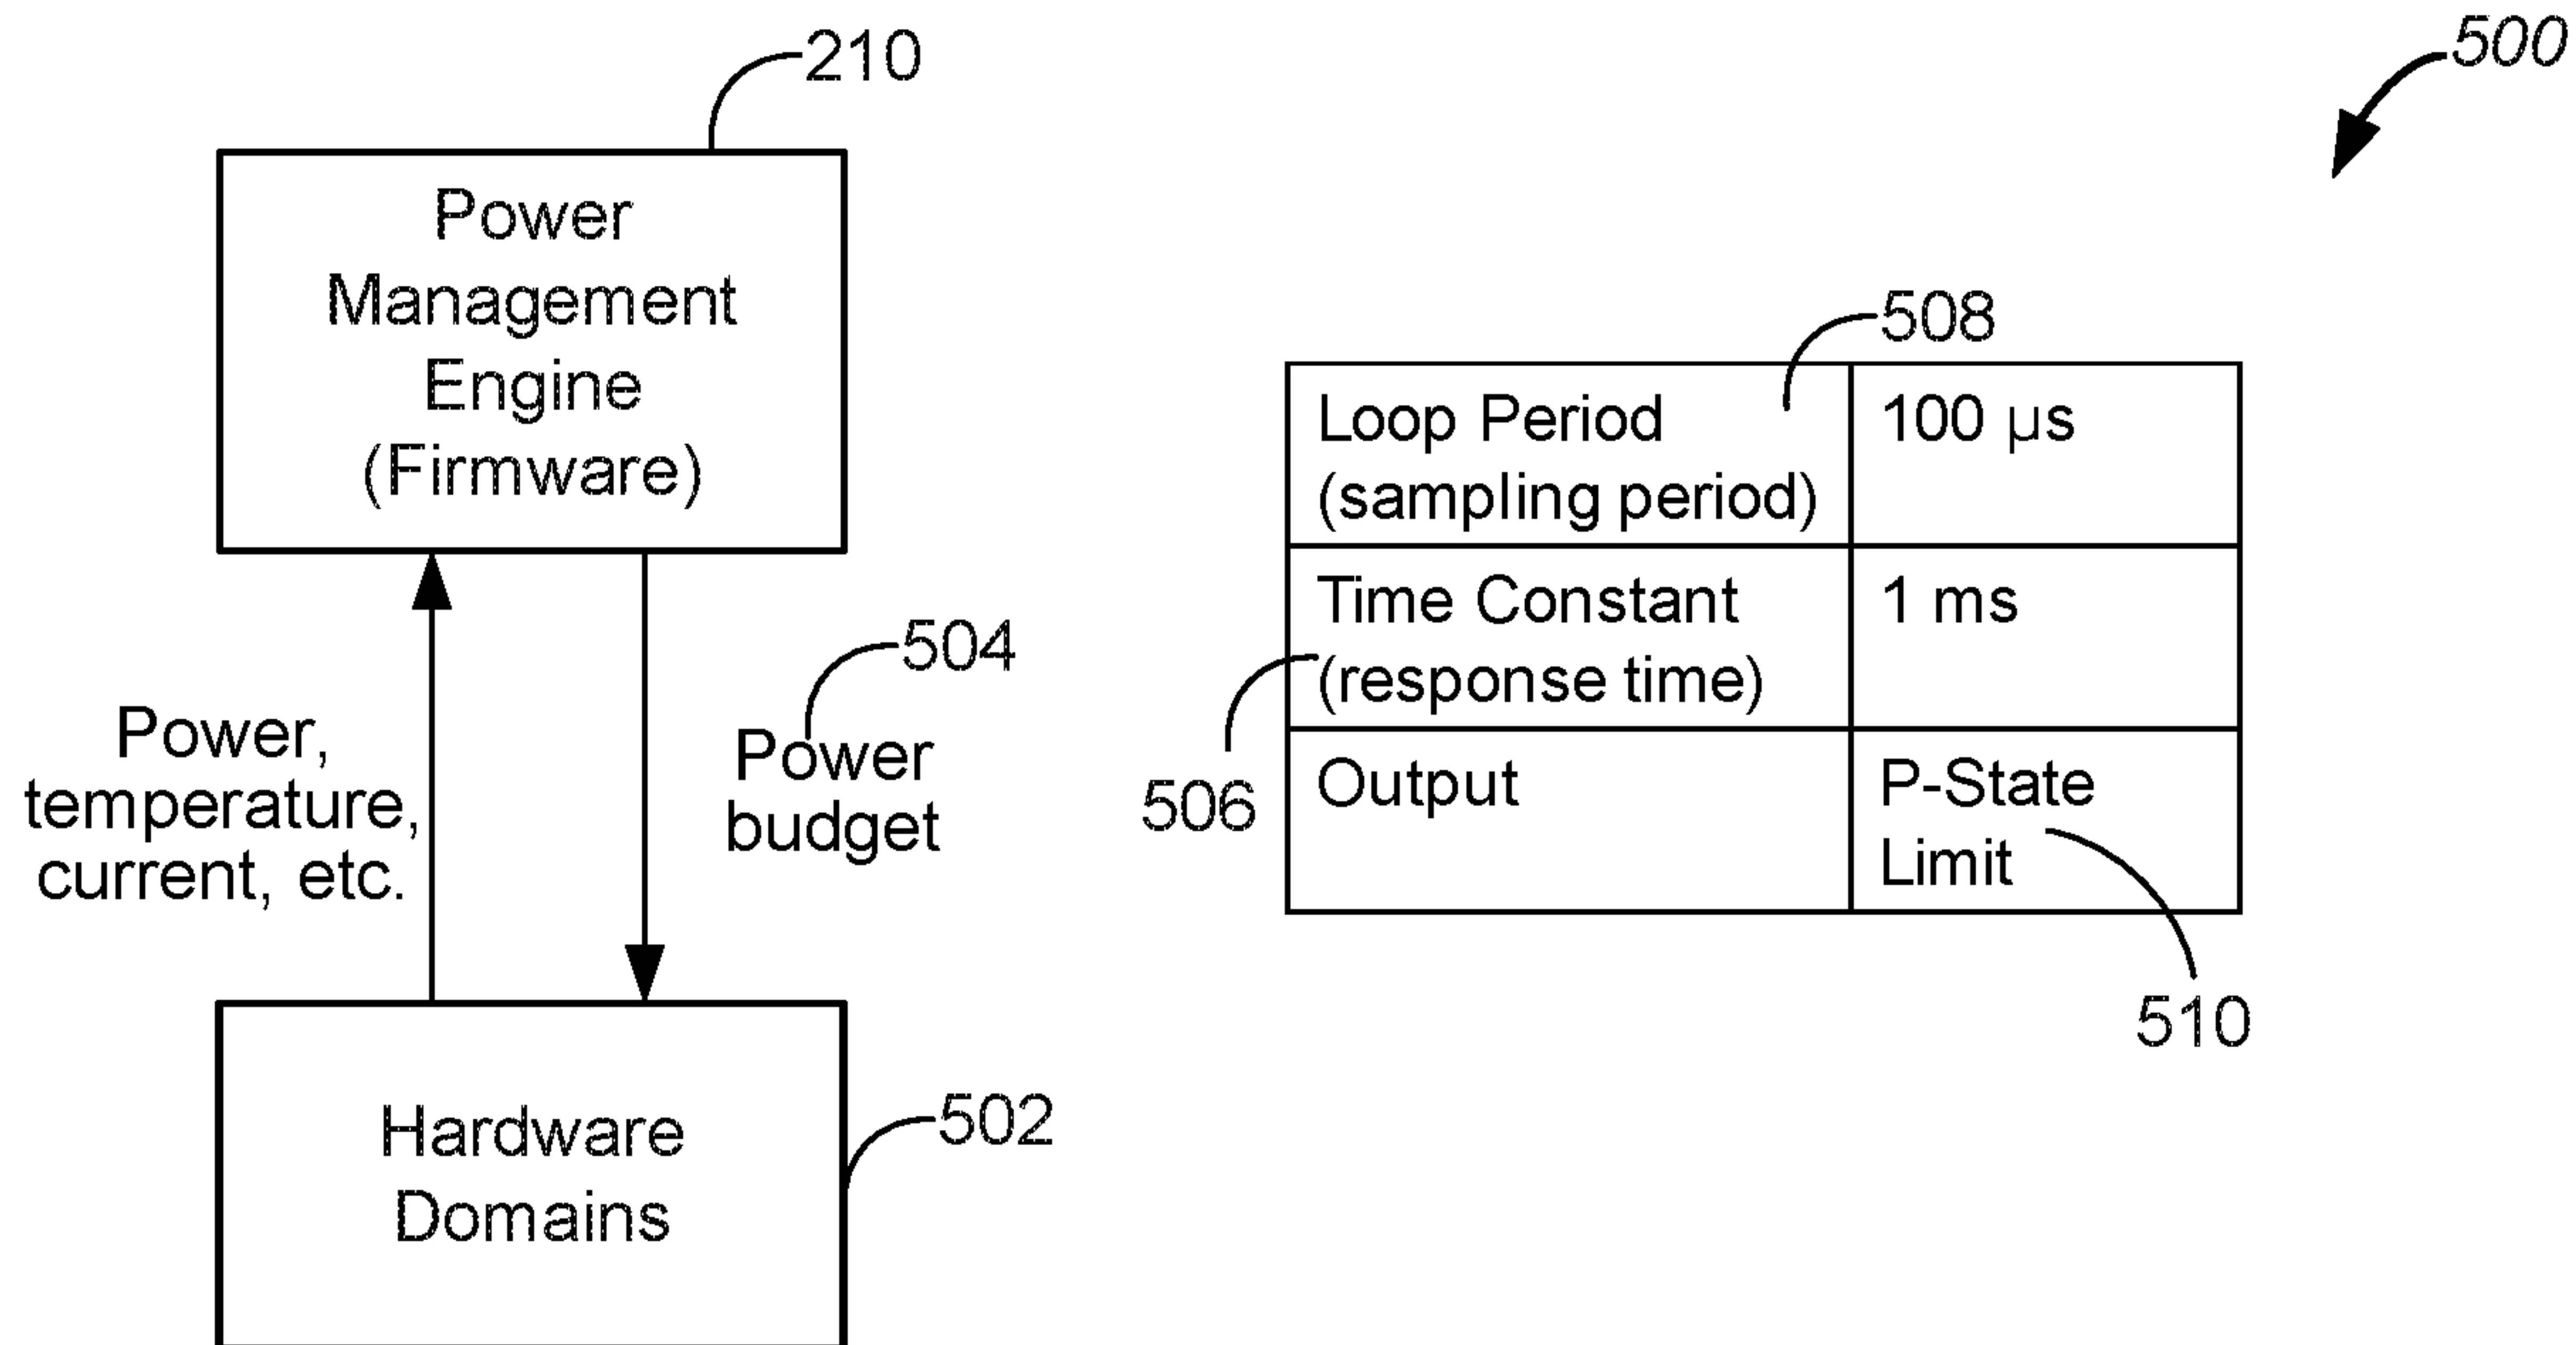 500
210
Power
Management
Engine
(Firmware)
504
Power,
temperature,
current, etc.
Power
budget
Hardware
Domains
502
508
Loop Period
(sampling period)
100 µs
Time Constant
(response time)
1 ms
506
Output
P-State
Limit
510